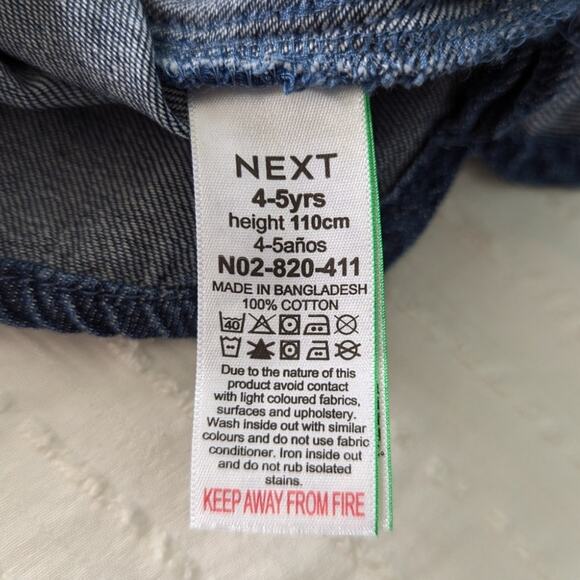 NEXT
4-5yrs
height 110cm
4-5años
N02-820-411
MADE IN BANGLADESH
100% COTTON
40
Due to the nature of this
product avoid contact
with light coloured fabrics,
surfaces and upholstery.
Wash inside out with similar
colours and do not use fabric
conditioner. Iron inside out
and do not rub isolated
stains.
KEEP AWAY FROM FIRE